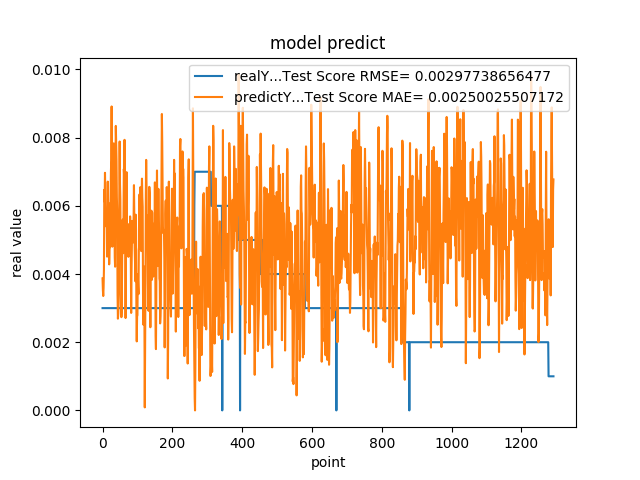 model predict
realY...Test Score RMSE= 0.00297738656477
predictY...Test Score MAE= 0.00250025507172
real value
0.010
0.008
0.006
0.004
0.002
0.000
0 200 400 600 800 1000 1200
point